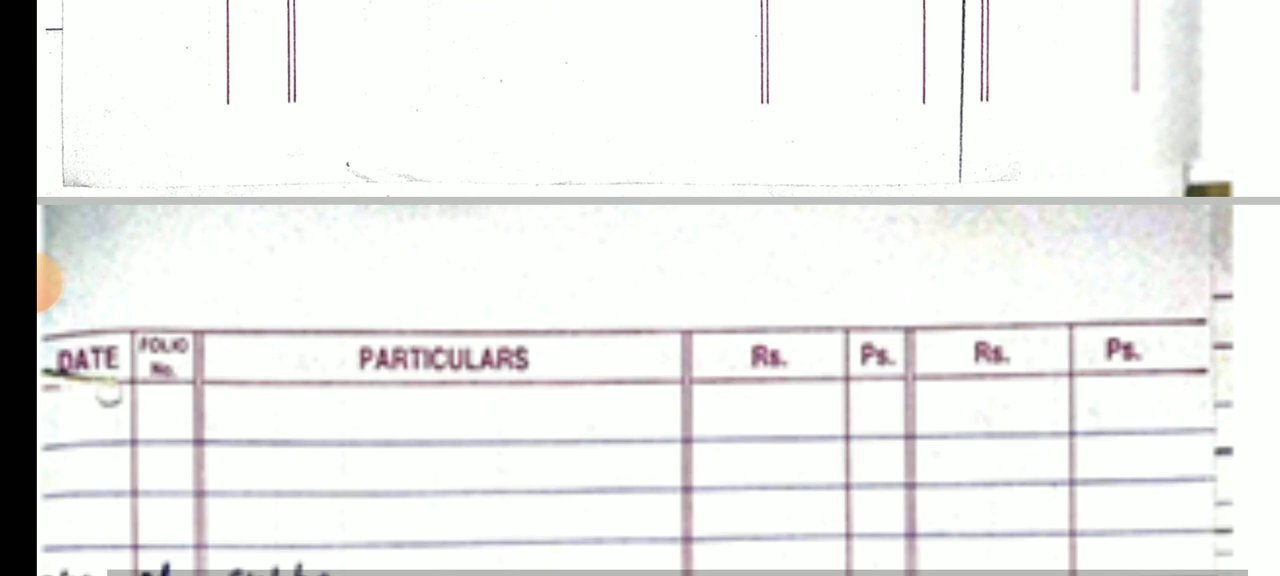 DATE FOLIO No. PARTICULARS Rs. Ps. Rs. Ps.